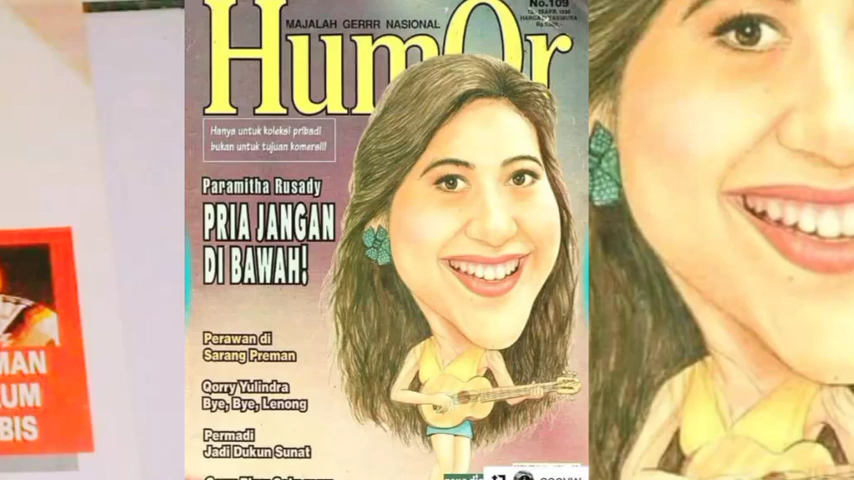 No.109
MAJALAH GERRR NASIONAL
HumOr
Hanya untuk koleksi pribadi
bukan untuk tujuan komersil!
Paramitha Rusady
PRIA JANGAN
DI BAWAH!
Perawan di
Sarang Preman
Qorry Yulindra
Bye, Bye, Lenong
Permadi
Jadi Dukun Sunat
MAN
UM
BIS